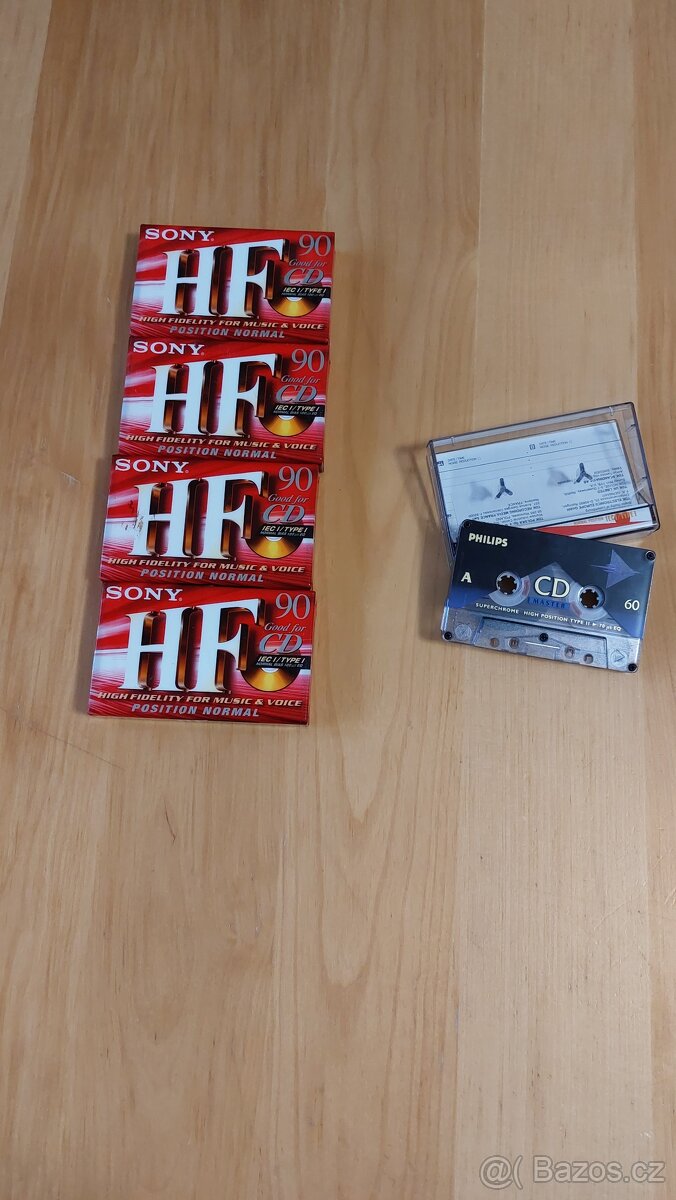 SONY
HF
90
Good for
CD
IEC I / TYPE I
HIGH FIDELITY FOR MUSIC & VOICE
POSITION NORMAL
SONY
HF
90
Good for
CD
IEC I / TYPE I
HIGH FIDELITY FOR MUSIC & VOICE
POSITION NORMAL
SONY
HF
90
Good for
CD
IEC I / TYPE I
HIGH FIDELITY FOR MUSIC & VOICE
POSITION NORMAL
SONY
HF
90
Good for
CD
IEC I / TYPE I
HIGH FIDELITY FOR MUSIC & VOICE
POSITION NORMAL
PHILIPS
A
CD
MASTER
60
SUPERCHROME HIGH POSITION TYPE II
@( Bazos.cz